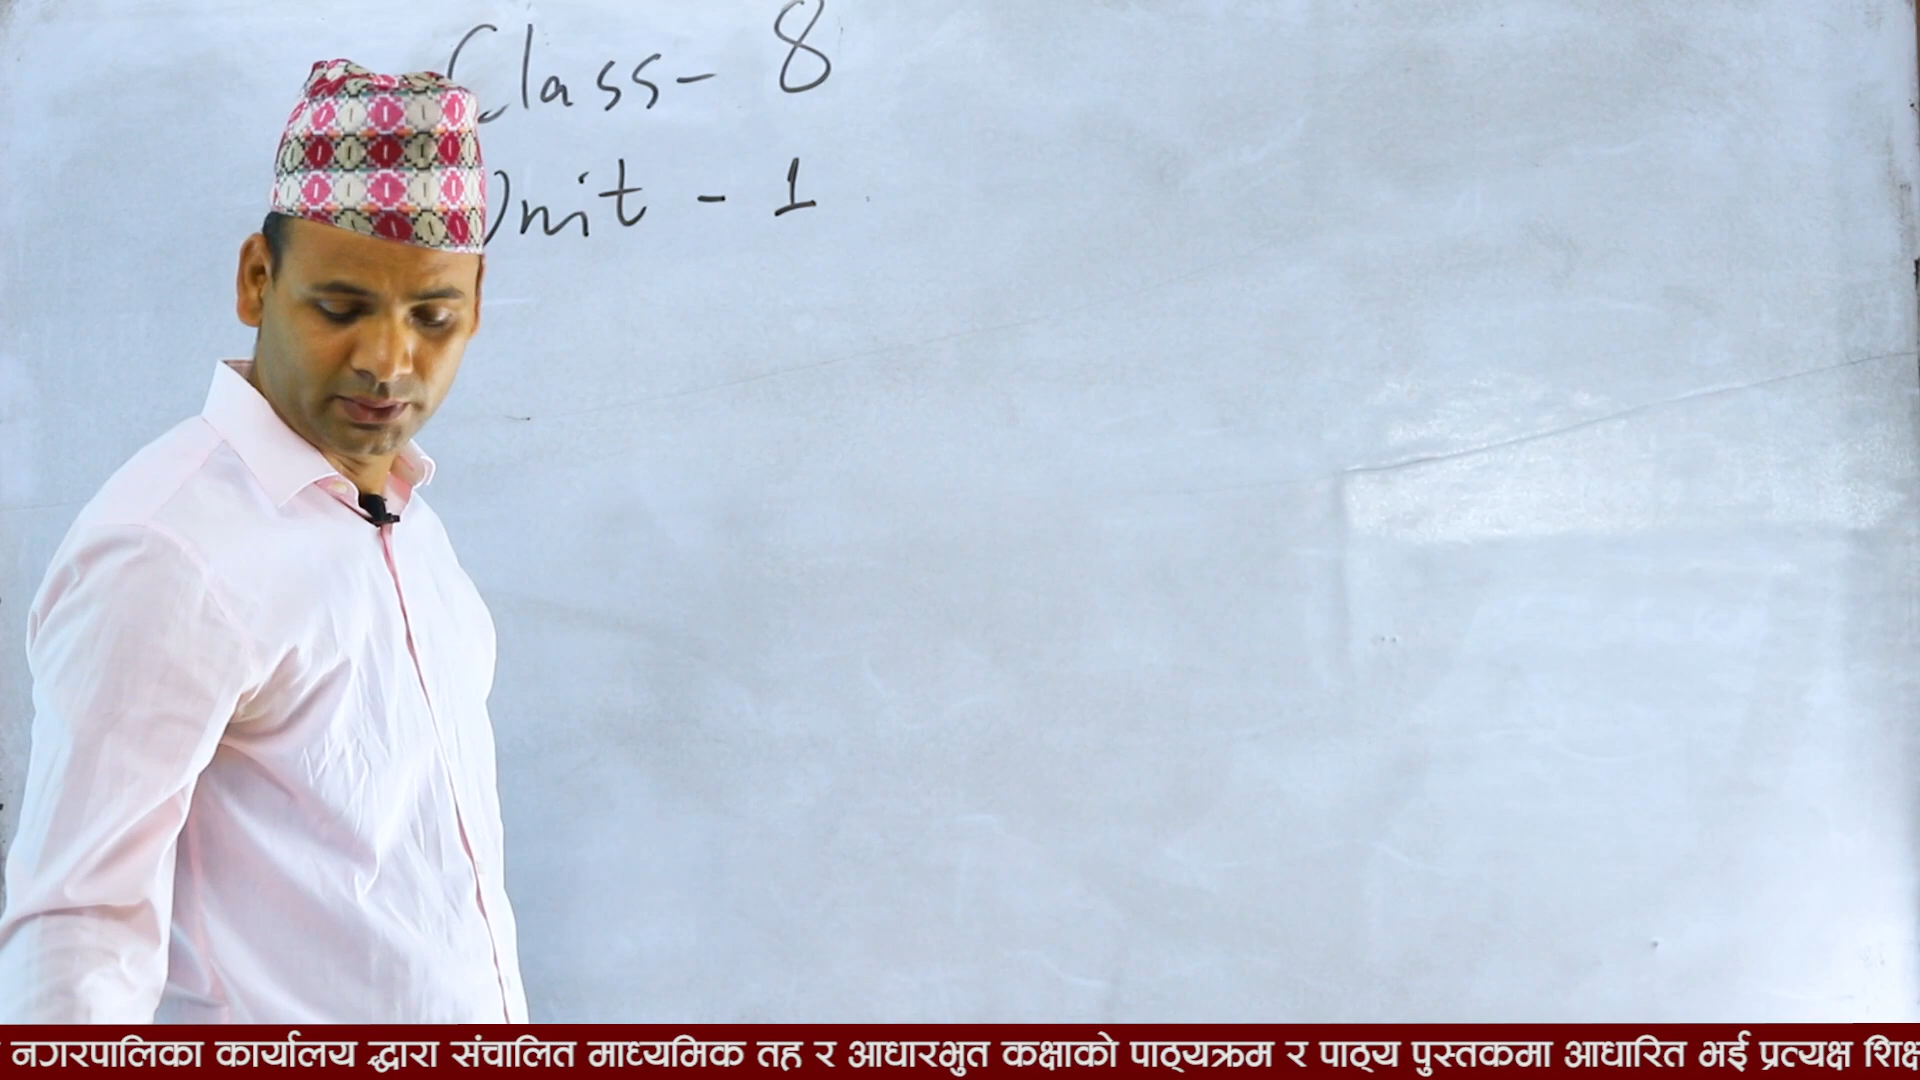 Class- 8
Unit - 1
नगरपालिका कार्यालय द्धारा संचालित माध्यमिक तह र आधारभुत कक्षाको पाठ्यक्रम र पाठ्य पुस्तकमा आधारित भई प्रत्यक्ष